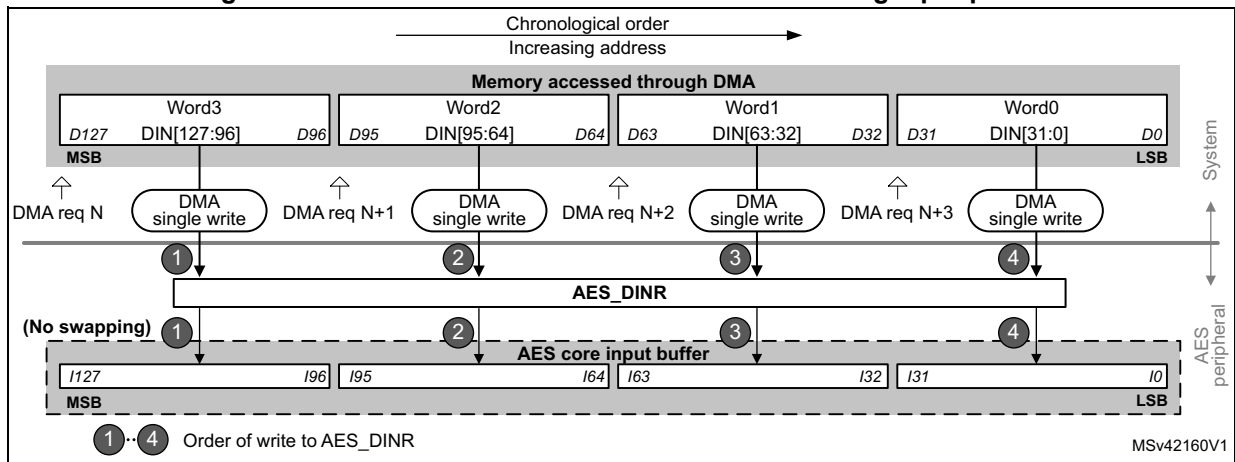 Chronological order
Increasing address
Memory accessed through DMA
Word3 Word2 Word1 Word0
D127 DIN[127:96] D96 D95 DIN[95:64] D64 D63 DIN[63:32] D32 D31 DIN[31:0] D0
MSB LSB
System
DMA req N DMA single write DMA req N+1 DMA single write DMA req N+2 DMA single write DMA req N+3 DMA single write
1 2 3 4
AES_DINR
AES peripheral
(No swapping) 1 2 3 4
AES core input buffer
I127 I96 I95 I64 I63 I32 I31 I0
MSB LSB
1··4 Order of write to AES_DINR
MSv42160V1